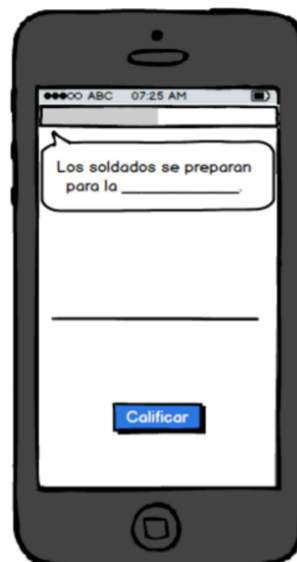 ABC 07:25 AM
Los soldados se preparan
para la ____________.
Calificar